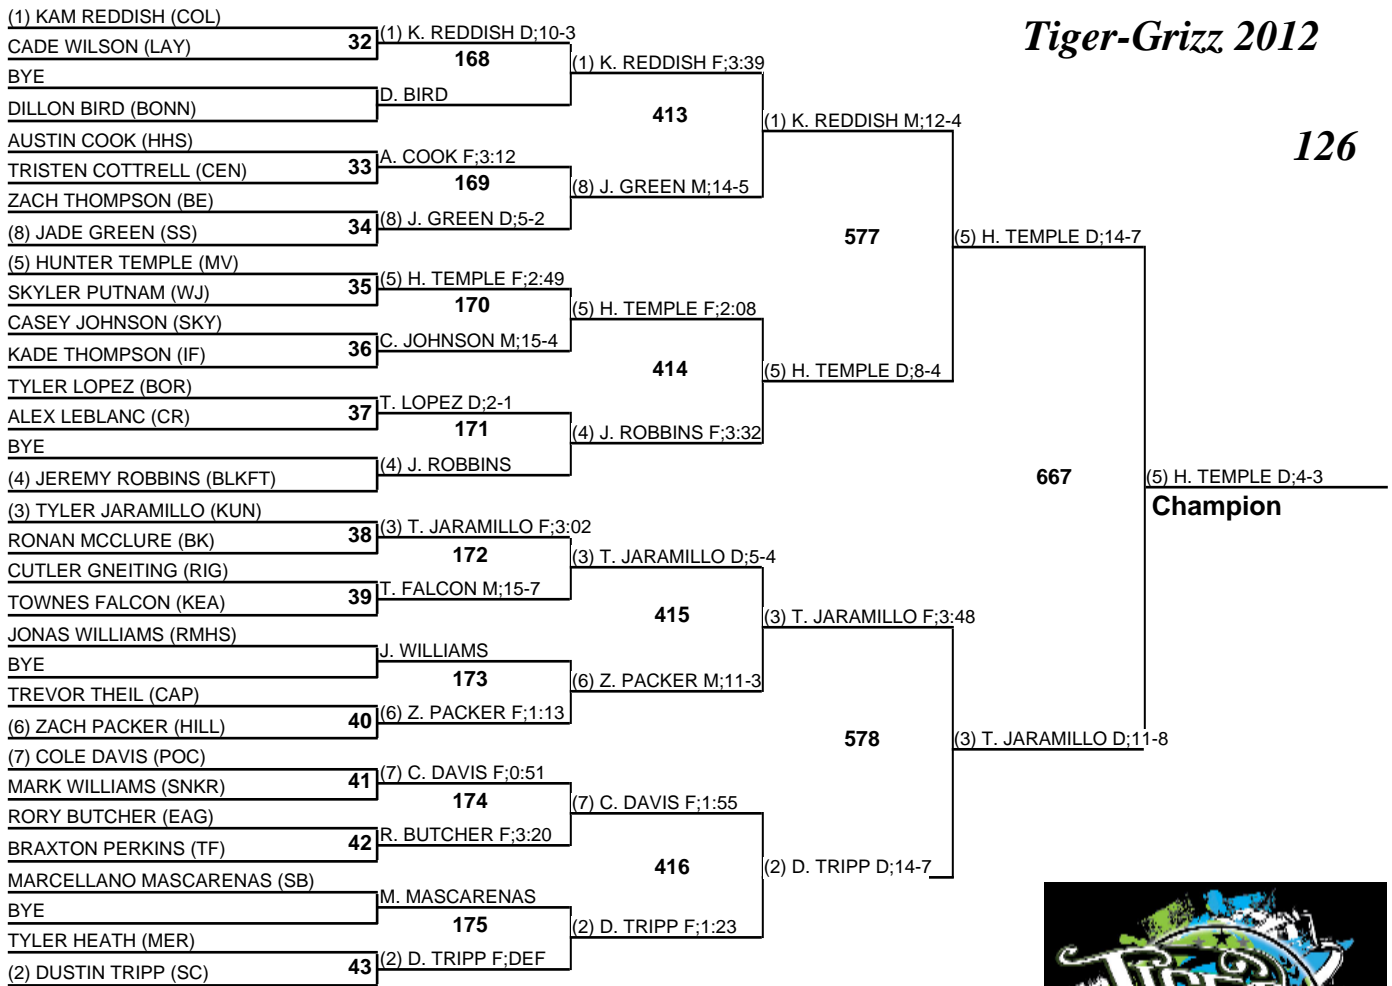 Tiger-Grizz 2012
126
(1) KAM REDDISH (COL)
CADE WILSON (LAY)
BYE
DILLON BIRD (BONN)
AUSTIN COOK (HHS)
TRISTEN COTTRELL (CEN)
ZACH THOMPSON (BE)
(8) JADE GREEN (SS)
(5) HUNTER TEMPLE (MV)
SKYLER PUTNAM (WJ)
CASEY JOHNSON (SKY)
KADE THOMPSON (IF)
TYLER LOPEZ (BOR)
ALEX LEBLANC (CR)
BYE
(4) JEREMY ROBBINS (BLKFT)
(3) TYLER JARAMILLO (KUN)
RONAN MCCLURE (BK)
CUTLER GNEITING (RIG)
TOWNES FALCON (KEA)
JONAS WILLIAMS (RMHS)
BYE
TREVOR THEIL (CAP)
(6) ZACH PACKER (HILL)
(7) COLE DAVIS (POC)
MARK WILLIAMS (SNKR)
RORY BUTCHER (EAG)
BRAXTON PERKINS (TF)
MARCELLANO MASCARENAS (SB)
BYE
TYLER HEATH (MER)
(2) DUSTIN TRIPP (SC)
32
33
34
35
36
37
38
39
40
41
42
43
(1) K. REDDISH D;10-3
168
D. BIRD
A. COOK F;3:12
169
(8) J. GREEN D;5-2
(5) H. TEMPLE F;2:49
170
C. JOHNSON M;15-4
T. LOPEZ D;2-1
171
(4) J. ROBBINS
(3) T. JARAMILLO F;3:02
172
T. FALCON M;15-7
J. WILLIAMS
173
(6) Z. PACKER F;1:13
(7) C. DAVIS F;0:51
174
R. BUTCHER F;3:20
M. MASCARENAS
175
(2) D. TRIPP F;DEF
(1) K. REDDISH F;3:39
413
(8) J. GREEN M;14-5
(5) H. TEMPLE F;2:08
414
(4) J. ROBBINS F;3:32
(3) T. JARAMILLO D;5-4
415
(6) Z. PACKER M;11-3
(7) C. DAVIS F;1:55
416
(2) D. TRIPP F;1:23
(1) K. REDDISH M;12-4
577
(5) H. TEMPLE D;8-4
(3) T. JARAMILLO F;3:48
578
(2) D. TRIPP D;14-7
(5) H. TEMPLE D;14-7
667
(3) T. JARAMILLO D;11-8
(5) H. TEMPLE D;4-3
Champion